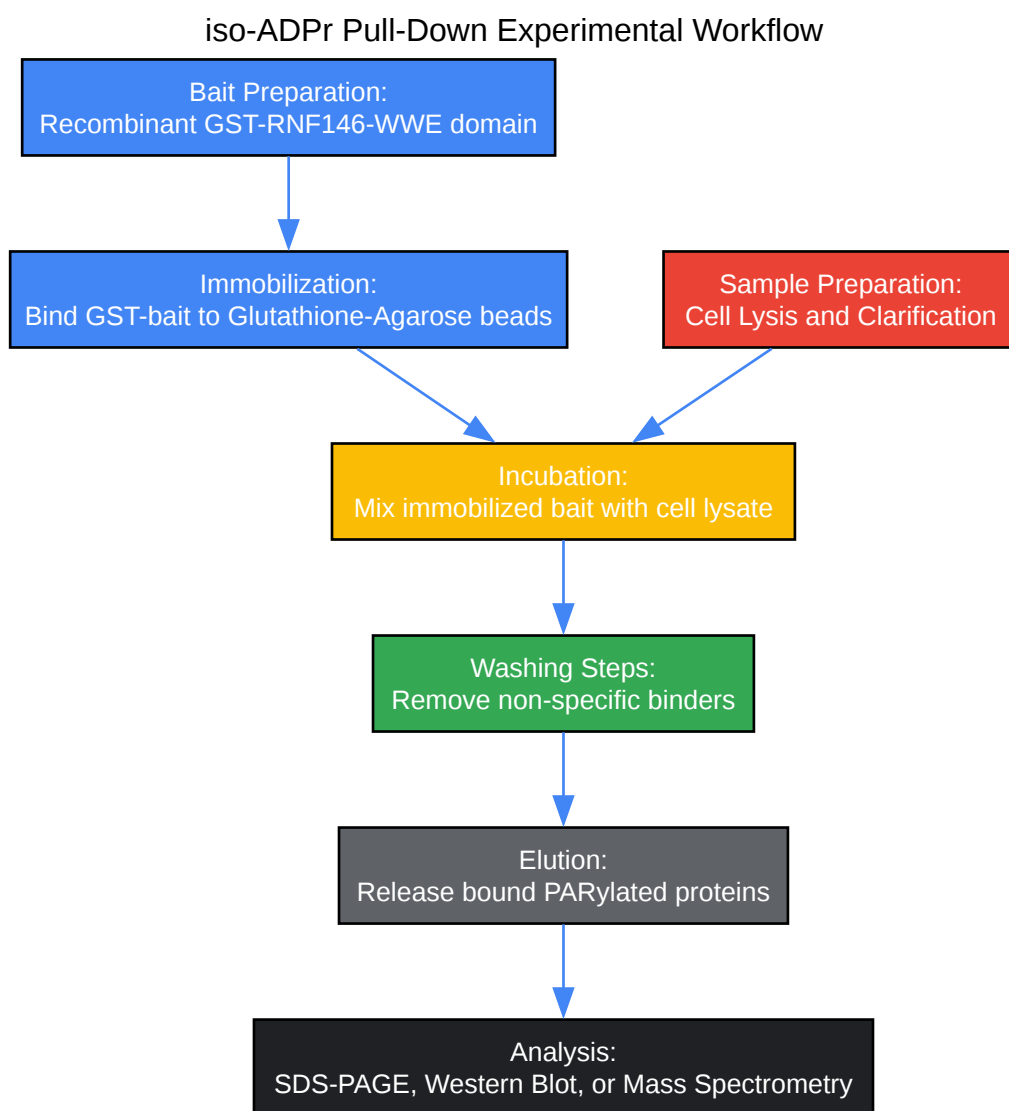 iso-ADPr Pull-Down Experimental Workflow
Bait Preparation:
Recombinant GST-RNF146-WWE domain
Immobilization:
Bind GST-bait to Glutathione-Agarose beads
Sample Preparation:
Cell Lysis and Clarification
Incubation:
Mix immobilized bait with cell lysate
Washing Steps:
Remove non-specific binders
Elution:
Release bound PARylated proteins
Analysis:
SDS-PAGE, Western Blot, or Mass Spectrometry